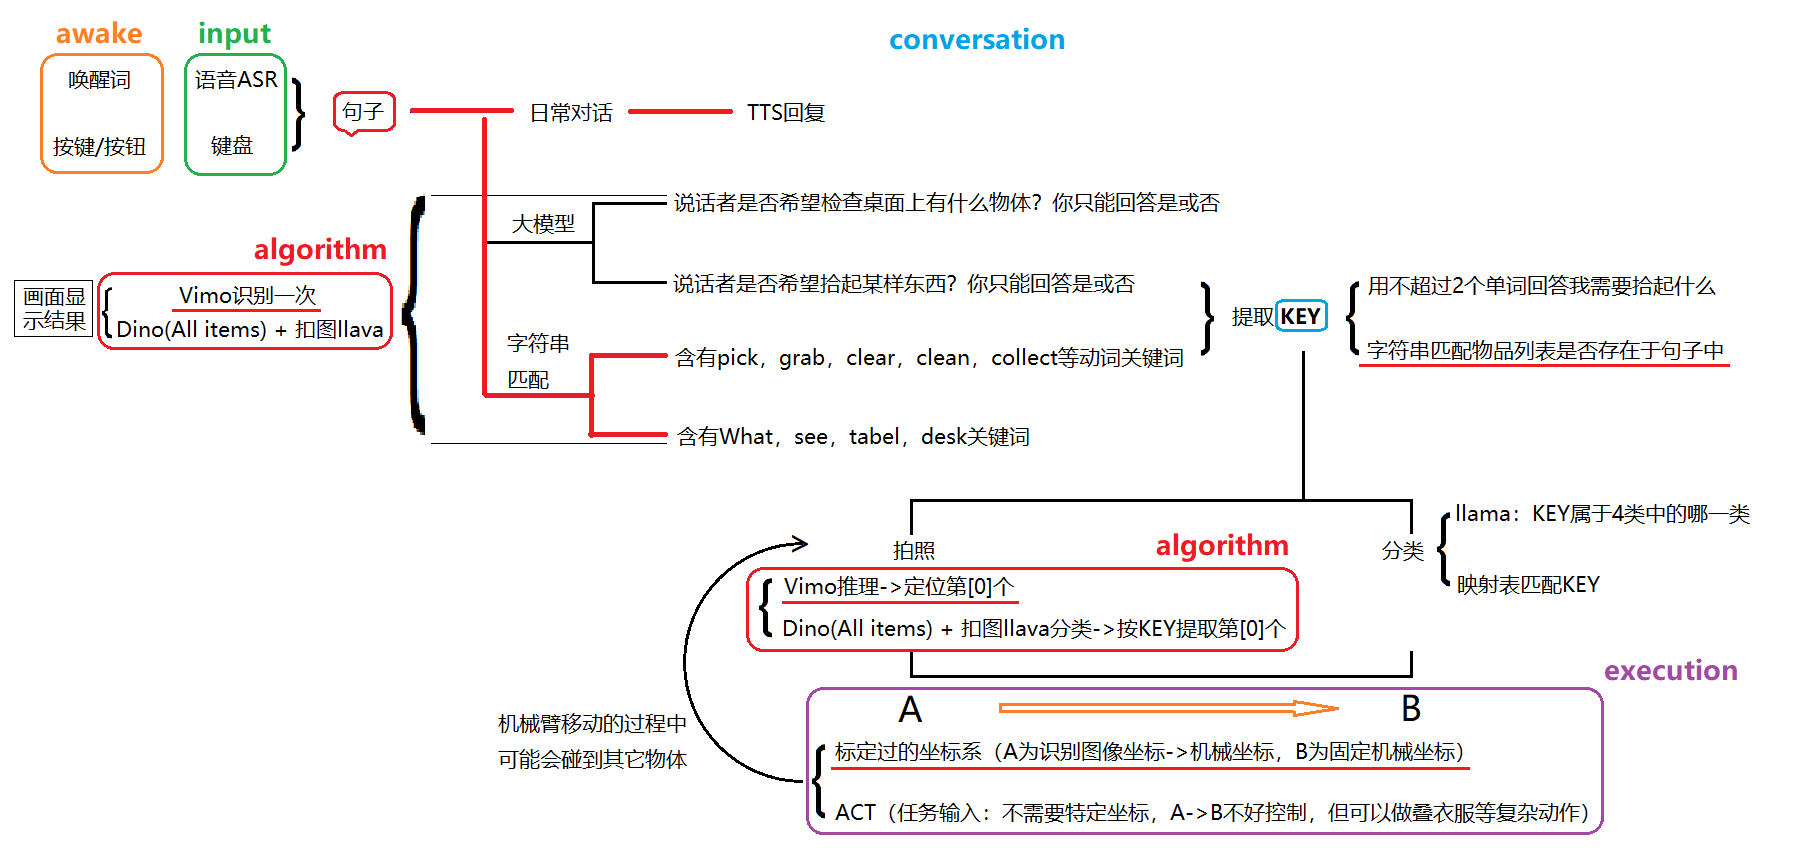 awake
input
conversation
唤醒词
语音ASR
句子
日常对话
TTS回复
按键/按钮
键盘
说话者是否希望检查桌面上有什么物体？你只能回答是或否
大模型
algorithm
说话者是否希望拾起某样东西？你只能回答是或否
用不超过2个单词回答我需要拾起什么
画面显
示结果
Vimo识别一次
Dino(All items) + 扣图llava
提取KEY
字符串
匹配
含有pick，grab，clear，clean，collect等动词关键词
字符串匹配物品列表是否存在于句子中
含有What，see，tabel，desk关键词
llama：KEY属于4类中的哪一类
拍照
algorithm
分类
Vimo推理->定位第[0]个
映射表匹配KEY
Dino(All items) + 扣图llava分类->按KEY提取第[0]个
execution
A
B
机械臂移动的过程中
可能会碰到其它物体
标定过的坐标系（A为识别图像坐标->机械坐标，B为固定机械坐标）
ACT（任务输入：不需要特定坐标，A->B不好控制，但可以做叠衣服等复杂动作）